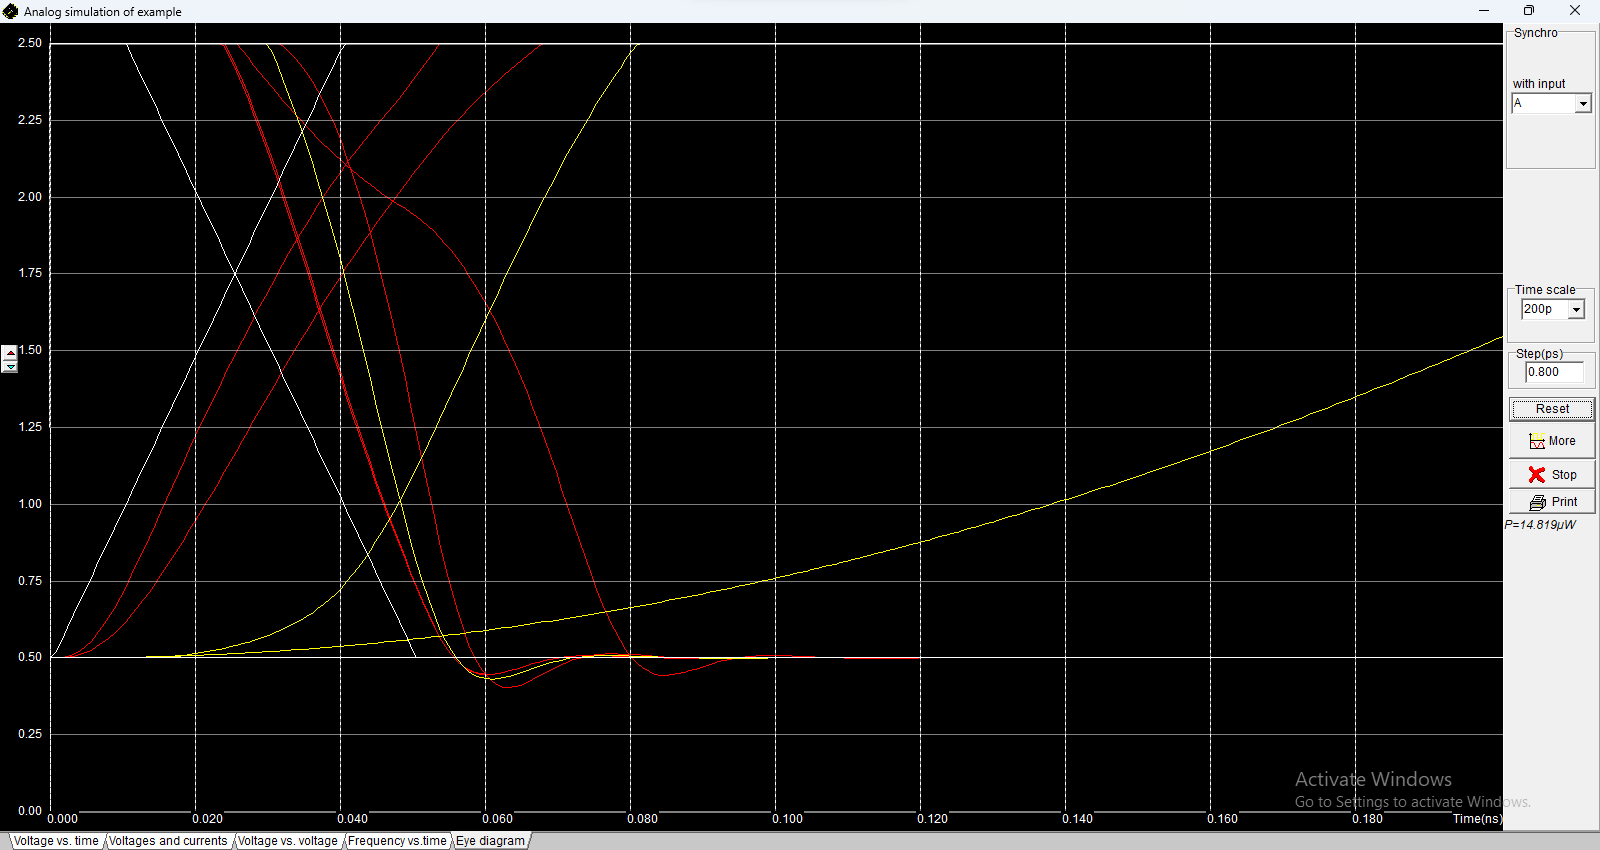 Analog simulation of example
2.50
2.25
2.00
1.75
1.50
1.25
1.00
0.75
0.50
0.25
0.00
0.000 0.020 0.040 0.060 0.080 0.100 0.120 0.140 0.160 0.180 Time(ns)
Synchro
with input
A
Time scale
200p
Step(ps)
0.800
Reset
More
Stop
Print
P=14.819µW
Activate Windows
Go to Settings to activate Windows.
Voltage vs. time Voltages and currents Voltage vs. voltage Frequency vs.time Eye diagram